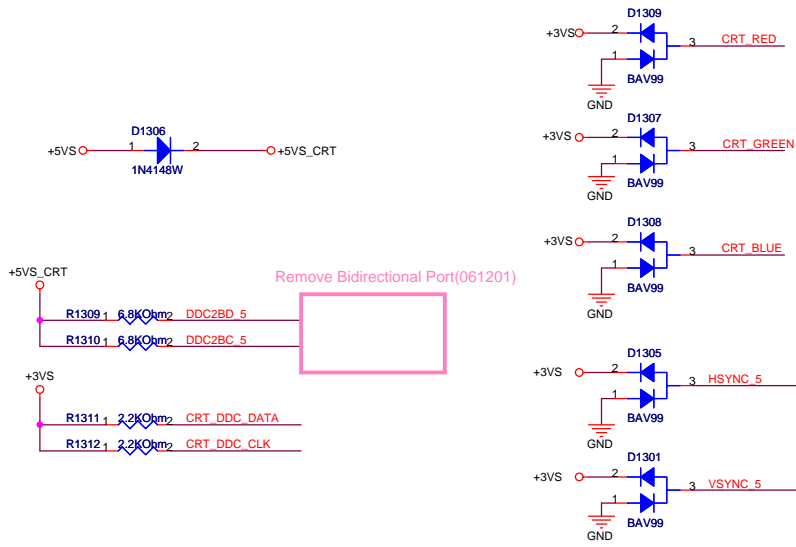 D1309
+3VS 2 3 CRT_RED
1
BAV99
GND
D1306
+5VS 1 2 +5VS_CRT
1N4148W
D1307
+3VS 2 3 CRT_GREEN
1
BAV99
GND
D1308
+3VS 2 3 CRT_BLUE
1
BAV99
GND
+5VS_CRT
Remove Bidirectional Port(061201)
R1309 1 6.8KOhm 2 DDC2BD_5
R1310 1 6.8KOhm 2 DDC2BC_5
+3VS
R1311 1 2.2KOhm 2 CRT_DDC_DATA
R1312 1 2.2KOhm 2 CRT_DDC_CLK
D1305
+3VS 2 3 HSYNC_5
1
BAV99
GND
D1301
+3VS 2 3 VSYNC_5
1
BAV99
GND